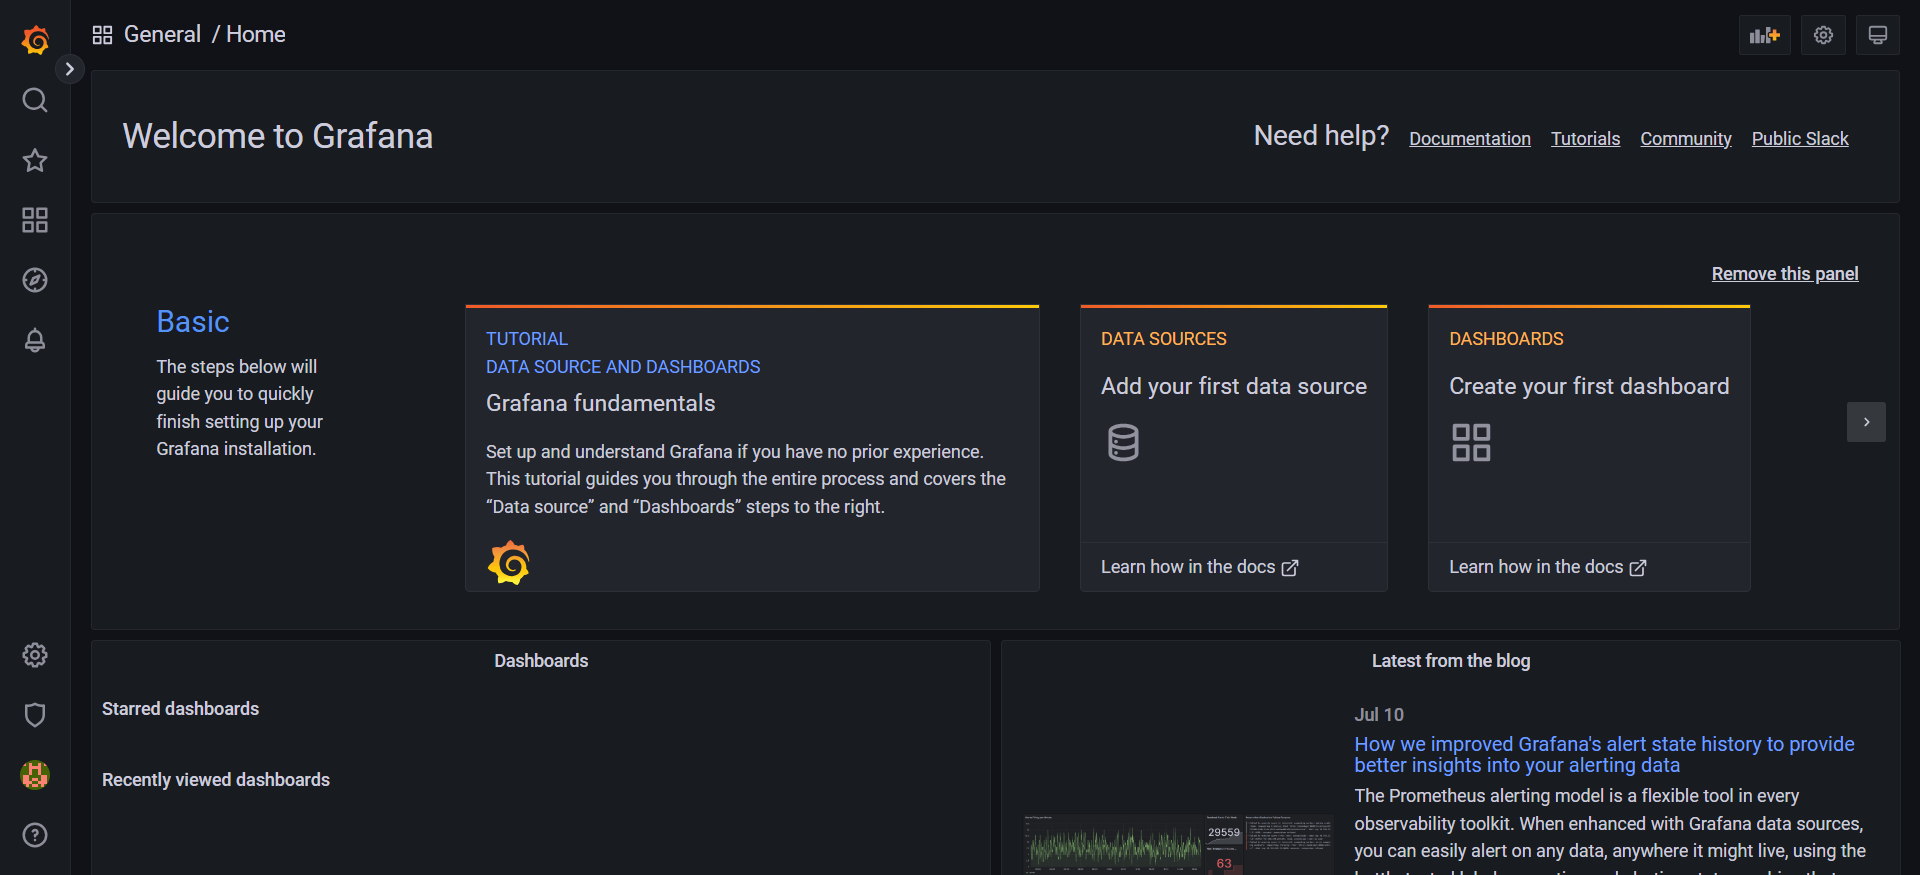 General / Home
Welcome to Grafana
Need help? Documentation Tutorials Community Public Slack
Remove this panel
Basic
The steps below will
guide you to quickly
finish setting up your
Grafana installation.
TUTORIAL
DATA SOURCE AND DASHBOARDS
Grafana fundamentals
Set up and understand Grafana if you have no prior experience.
This tutorial guides you through the entire process and covers the
“Data source” and “Dashboards” steps to the right.
DATA SOURCES
Add your first data source
Learn how in the docs
DASHBOARDS
Create your first dashboard
Learn how in the docs
Dashboards
Starred dashboards
Recently viewed dashboards
Latest from the blog
Jul 10
How we improved Grafana's alert state history to provide
better insights into your alerting data
The Prometheus alerting model is a flexible tool in every
observability toolkit. When enhanced with Grafana data sources,
you can easily alert on any data, anywhere it might live, using the
29559
63